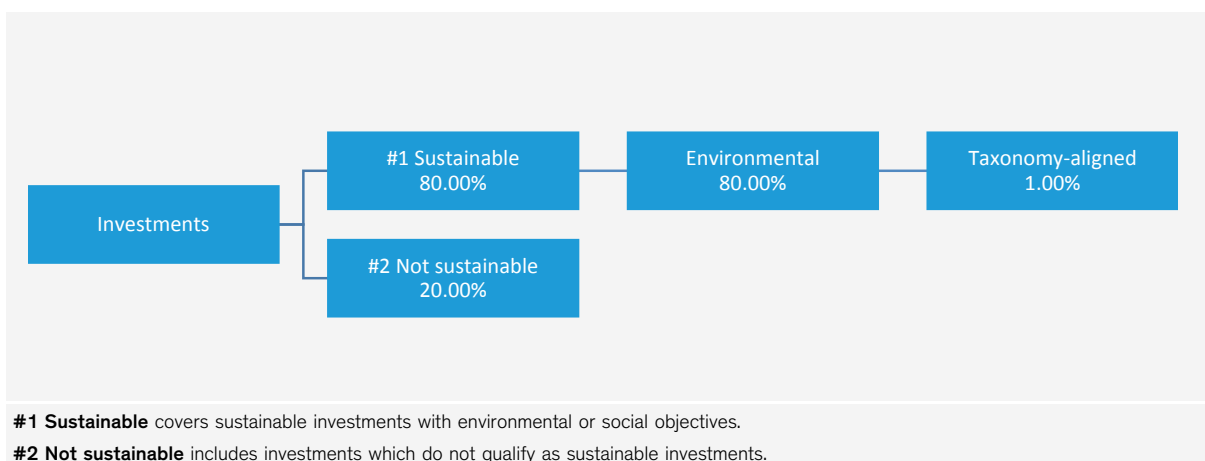 #1 Sustainable
80.00%
Environmental
80.00%
Taxonomy-aligned
1.00%
Investments
#2 Not sustainable
20.00%
#1 Sustainable covers sustainable investments with environmental or social objectives.
#2 Not sustainable includes investments which do not qualify as sustainable investments.